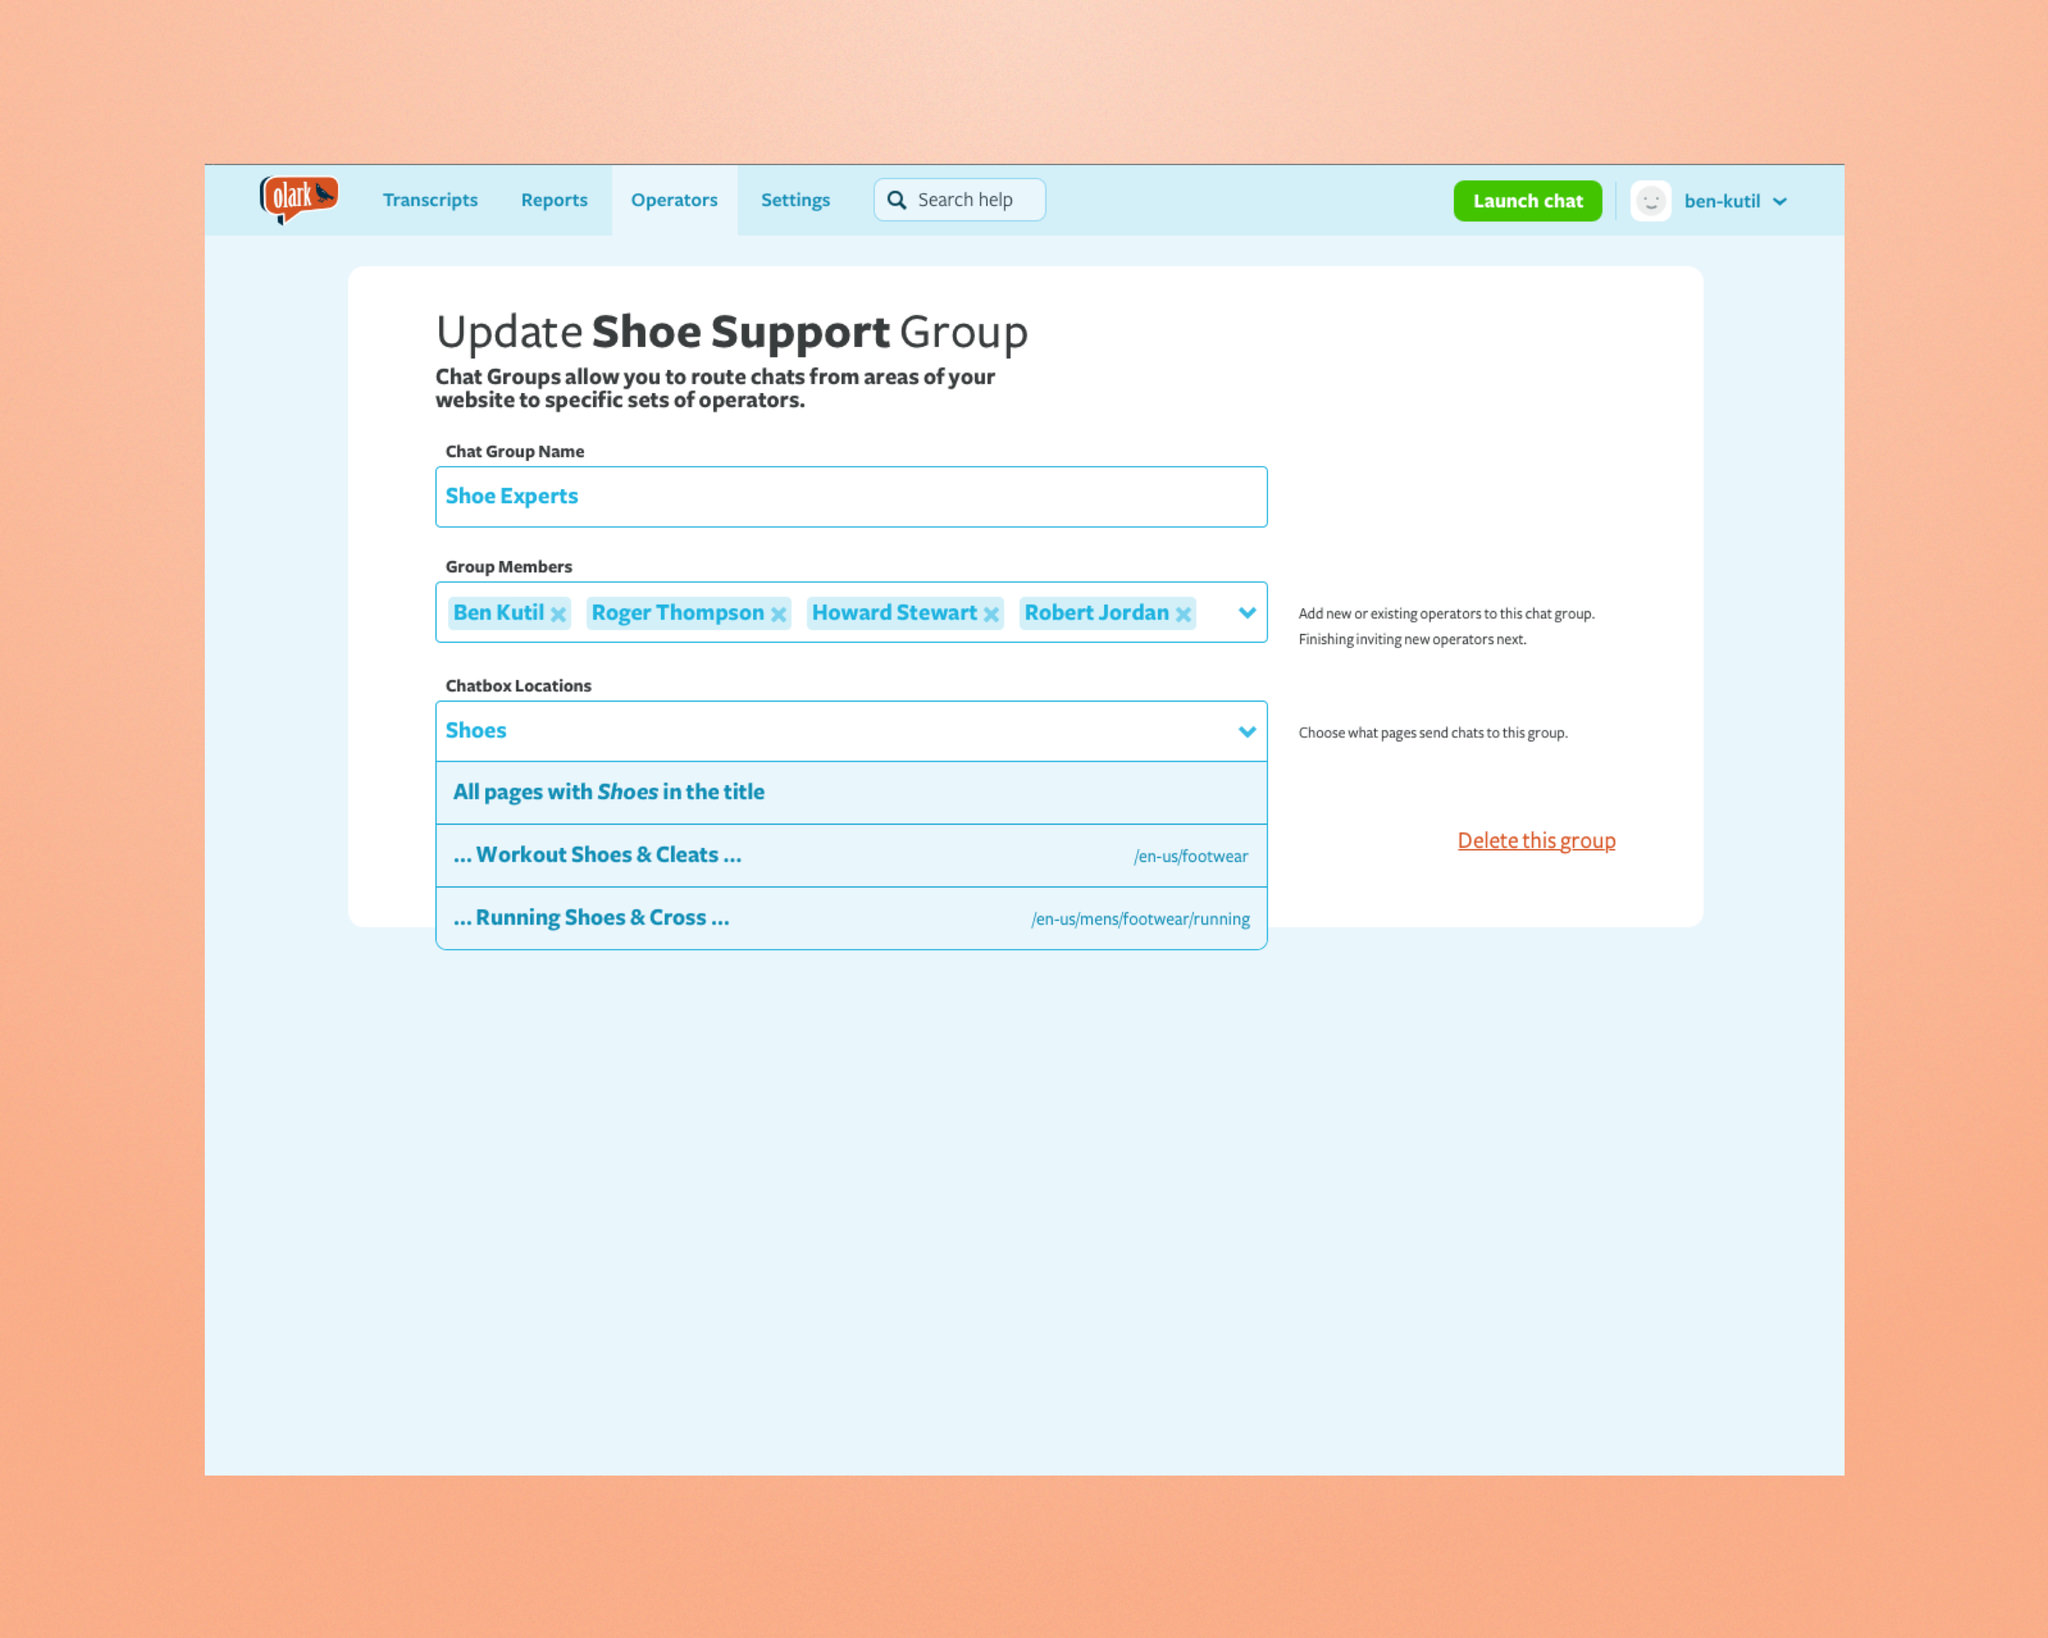 olark
Transcripts
Reports
Operators
Settings
Search help
Launch chat
ben-kutil
Update Shoe Support Group
Chat Groups allow you to route chats from areas of your
website to specific sets of operators.
Chat Group Name
Shoe Experts
Group Members
Ben Kutil
Roger Thompson
Howard Stewart
Robert Jordan
Add new or existing operators to this chat group.
Finishing inviting new operators next.
Chatbox Locations
Shoes
Choose what pages send chats to this group.
All pages with Shoes in the title
... Workout Shoes & Cleats ...
/en-us/footwear
... Running Shoes & Cross ...
/en-us/mens/footwear/running
Delete this group